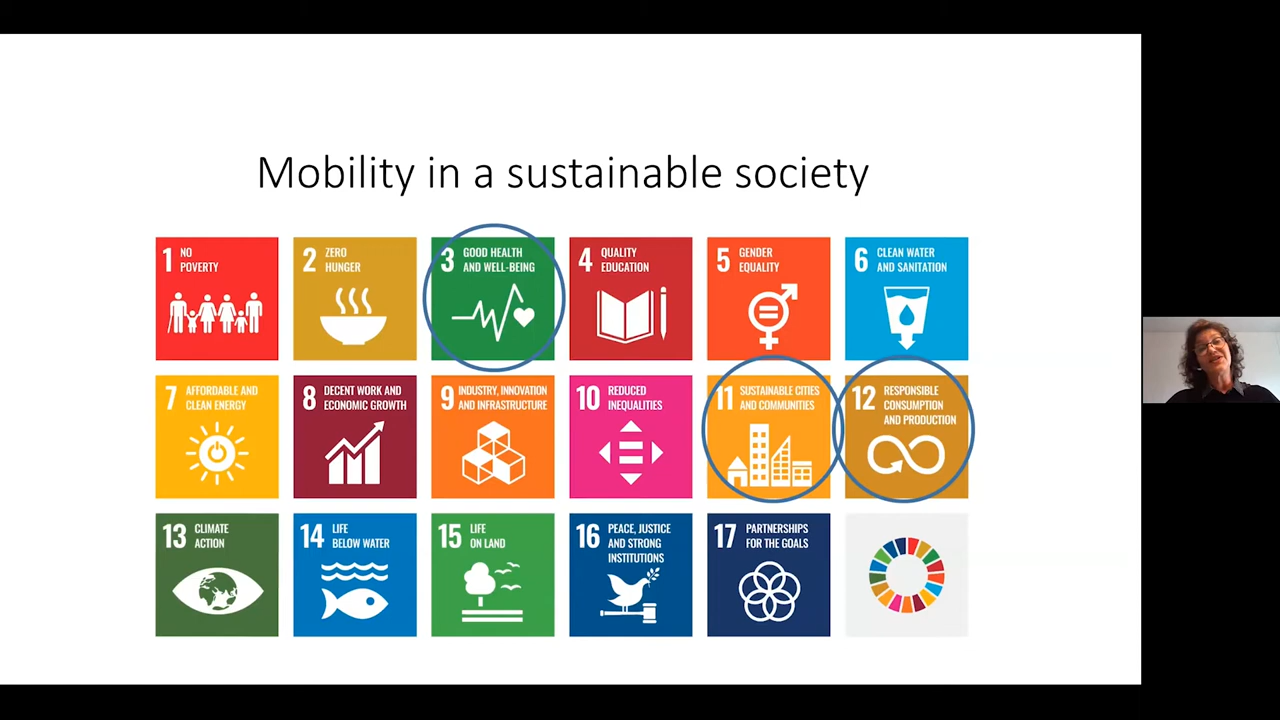 Mobility in a sustainable society
1 NO
POVERTY
2 ZERO
HUNGER
3 GOOD HEALTH
AND WELL-BEING
4 QUALITY
EDUCATION
5 GENDER
EQUALITY
6 CLEAN WATER
AND SANITATION
7 AFFORDABLE AND
CLEAN ENERGY
8 DECENT WORK AND
ECONOMIC GROWTH
9 INDUSTRY, INNOVATION
AND INFRASTRUCTURE
10 REDUCED
INEQUALITIES
11 SUSTAINABLE CITIES
AND COMMUNITIES
12 RESPONSIBLE
CONSUMPTION
AND PRODUCTION
13 CLIMATE
ACTION
14 LIFE
BELOW WATER
15 LIFE
ON LAND
16 PEACE, JUSTICE
AND STRONG
INSTITUTIONS
17 PARTNERSHIPS
FOR THE GOALS